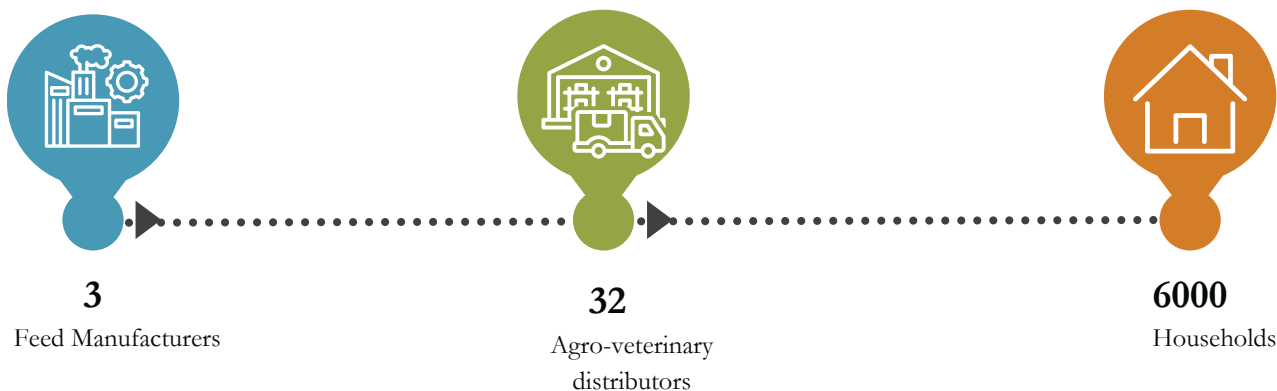 3
Feed Manufacturers
32
Agro-veterinary
distributors
6000
Households